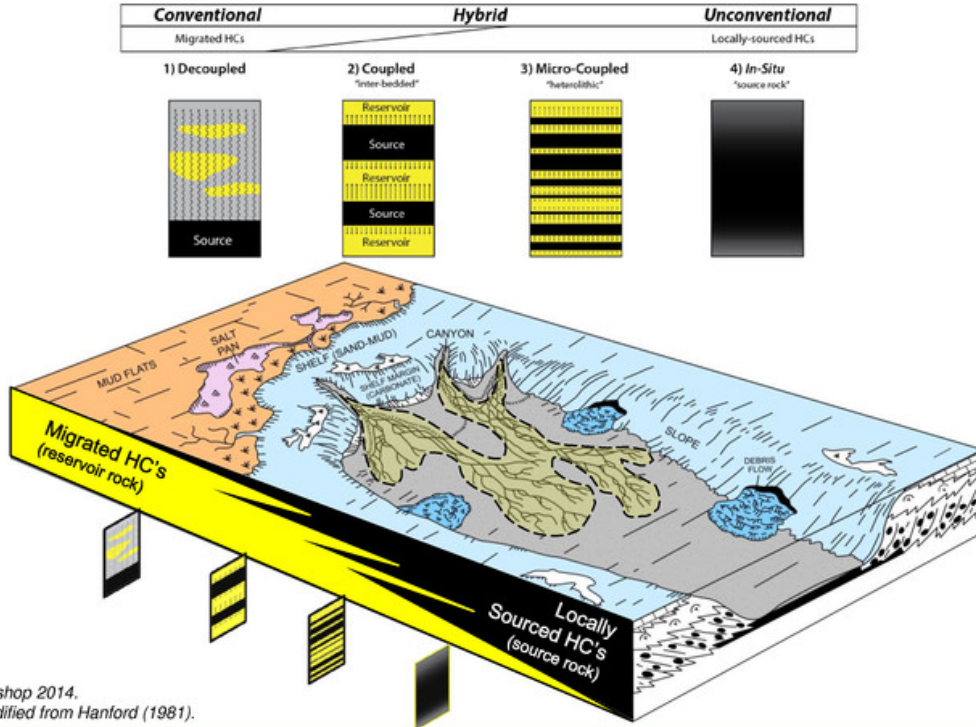 Conventional
Hybrid
Unconventional
Migrated HCs
Locally-sourced HCs
1) Decoupled
2) Coupled
"inter-bedded"
3) Micro-Coupled
"heterolithic"
4) In-Situ
"source rock"
Source
Reservoir
Source
Reservoir
Source
Reservoir
MUD FLATS
SALT
PAN
SHELF (SAND-MUD)
CANYON
SHELF MARGIN
(CARBONATE)
SLOPE
DEBRIS
FLOW
Migrated HC's
(reservoir rock)
Locally
Sourced HC's
(source rock)
shop 2014.
dified from Hanford (1981).